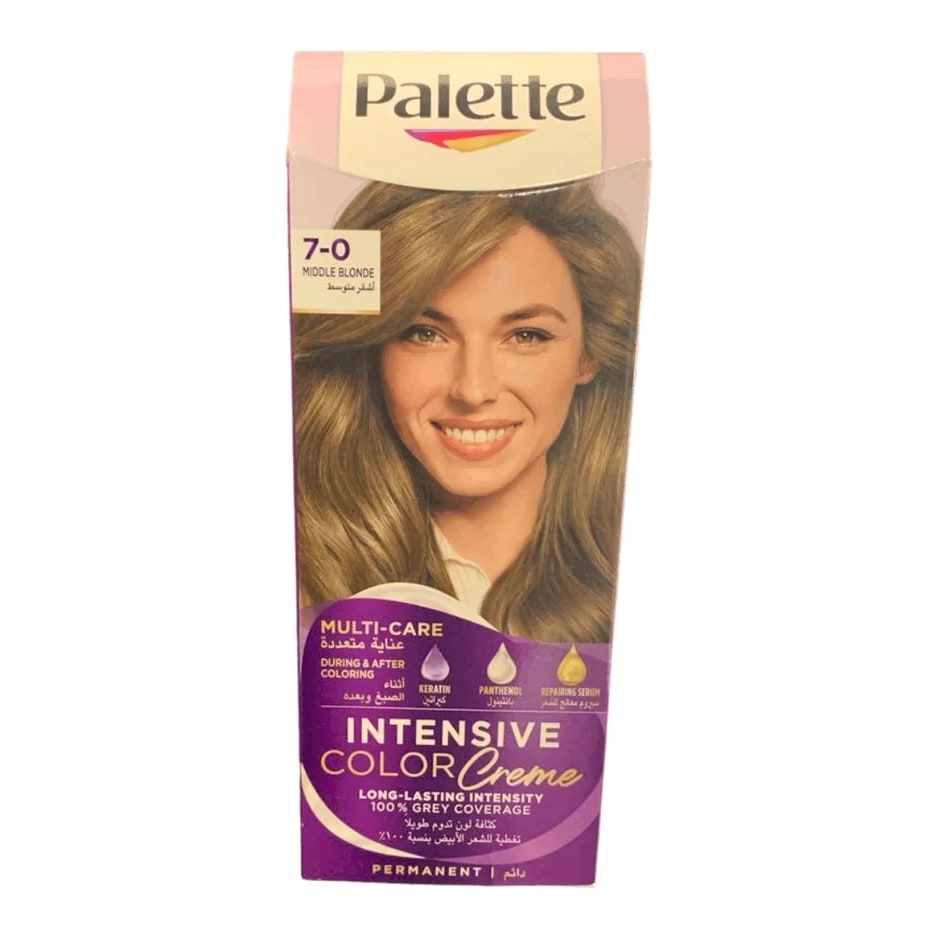 Palette
7-0
MIDDLE BLONDE
أشقر متوسط
MULTI-CARE
عناية متعددة
DURING & AFTER
COLORING
أثناء
الصبغ وبعده
KERATIN
كيراتين
PANTHENOL
بانثينول
REPAIRING SERUM
سيروم معالج للشعر
INTENSIVE
COLOR Creme
LONG-LASTING INTENSITY
100% GREY COVERAGE
كثافة لون تدوم طويلاً
تغطية للشعر الأبيض بنسبة ١٠٠٪
PERMANENT | دائم